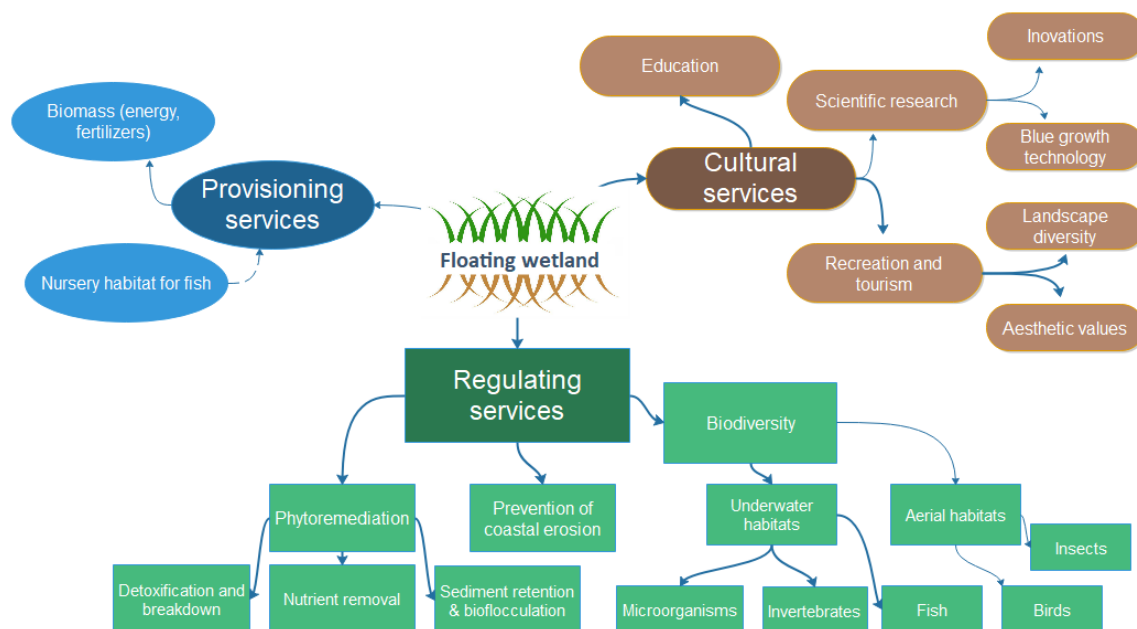 Inovations
Education
Scientific research
Biomass (energy,
fertilizers)
Blue growth
technology
Cultural
services
Provisioning
services
Landscape
diversity
Floating wetland
Recreation and
tourism
Nursery habitat for fish
Aesthetic values
Regulating
services
Biodiversity
Phytoremediation
Prevention of
coastal erosion
Underwater
habitats
Aerial habitats
Insects
Detoxification and
breakdown
Nutrient removal
Sediment retention
& bioflocculation
Microorganisms
Invertebrates
Fish
Birds